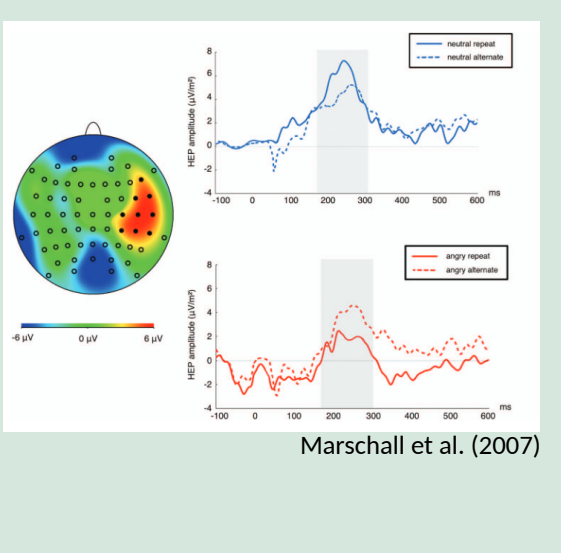 neutral repeat
neutral alternate
HEP amplitude (μV/m²)
8
6
4
2
0
-2
-4
-100 0 100 200 300 400 500 600
ms
-6 μV 0 μV 6 μV
angry repeat
angry alternate
HEP amplitude (μV/m²)
8
6
4
2
0
-2
-4
-100 0 100 200 300 400 500 600
ms
Marschall et al. (2007)